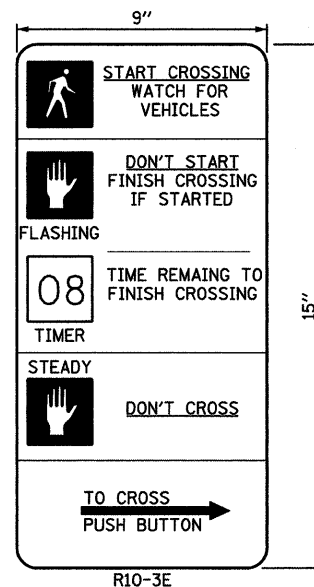 9"
START CROSSING
WATCH FOR
VEHICLES
DON'T START
FINISH CROSSING
IF STARTED
FLASHING
08
TIME REMAING TO
FINISH CROSSING
TIMER
STEADY
DON'T CROSS
TO CROSS
PUSH BUTTON
15"
R10-3E